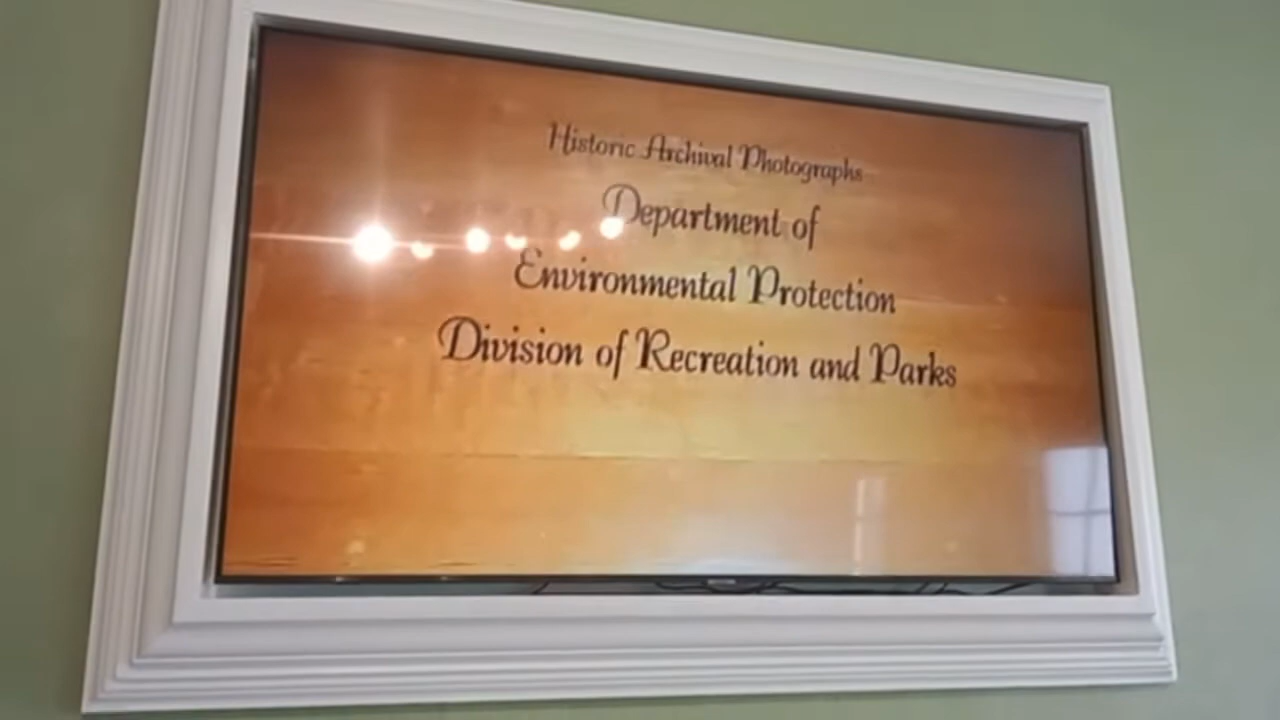 Historic Archival Photographs
Department of
Environmental Protection
Division of Recreation and Parks